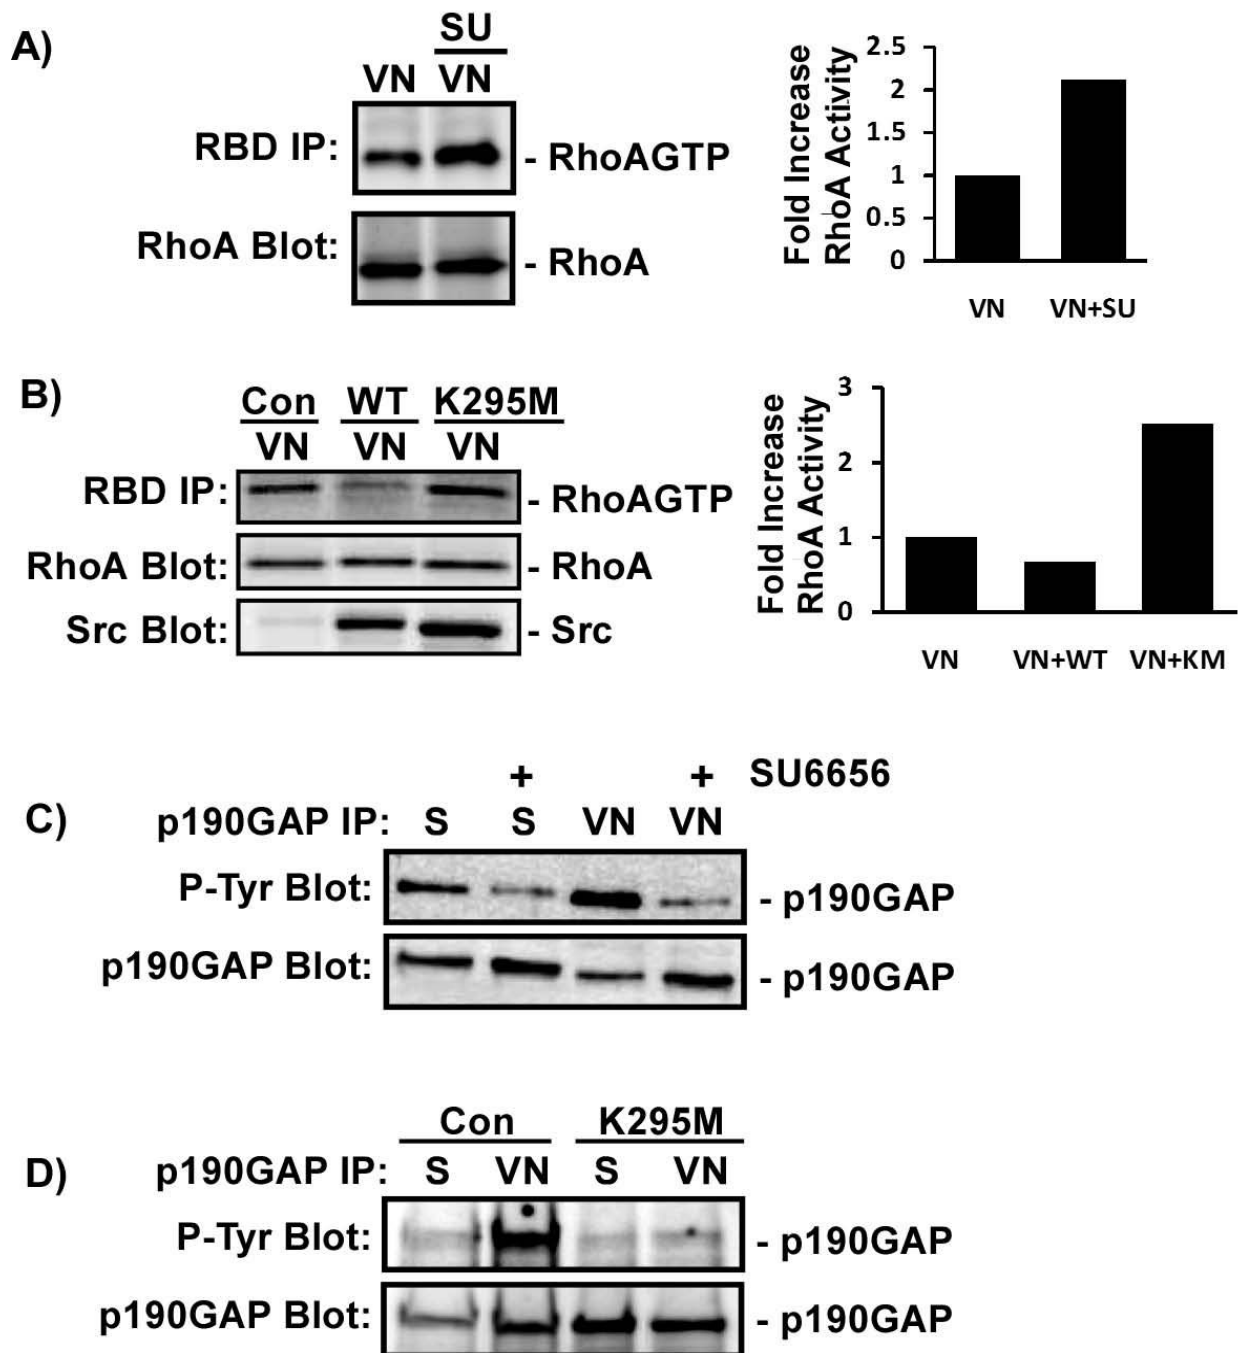 A)
SU
VN VN
RBD IP: - RhoAGTP
RhoA Blot: - RhoA
Fold Increase
RhoA Activity
2.5
2
1.5
1
0.5
0
VN VN+SU
B)
Con WT K295M
VN VN VN
RBD IP: - RhoAGTP
RhoA Blot: - RhoA
Src Blot: - Src
Fold Increase
RhoA Activity
3
2
1
0
VN VN+WT VN+KM
+ + SU6656
C) p190GAP IP: S S VN VN
P-Tyr Blot: - p190GAP
p190GAP Blot: - p190GAP
Con K295M
D) p190GAP IP: S VN S VN
P-Tyr Blot: - p190GAP
p190GAP Blot: - p190GAP